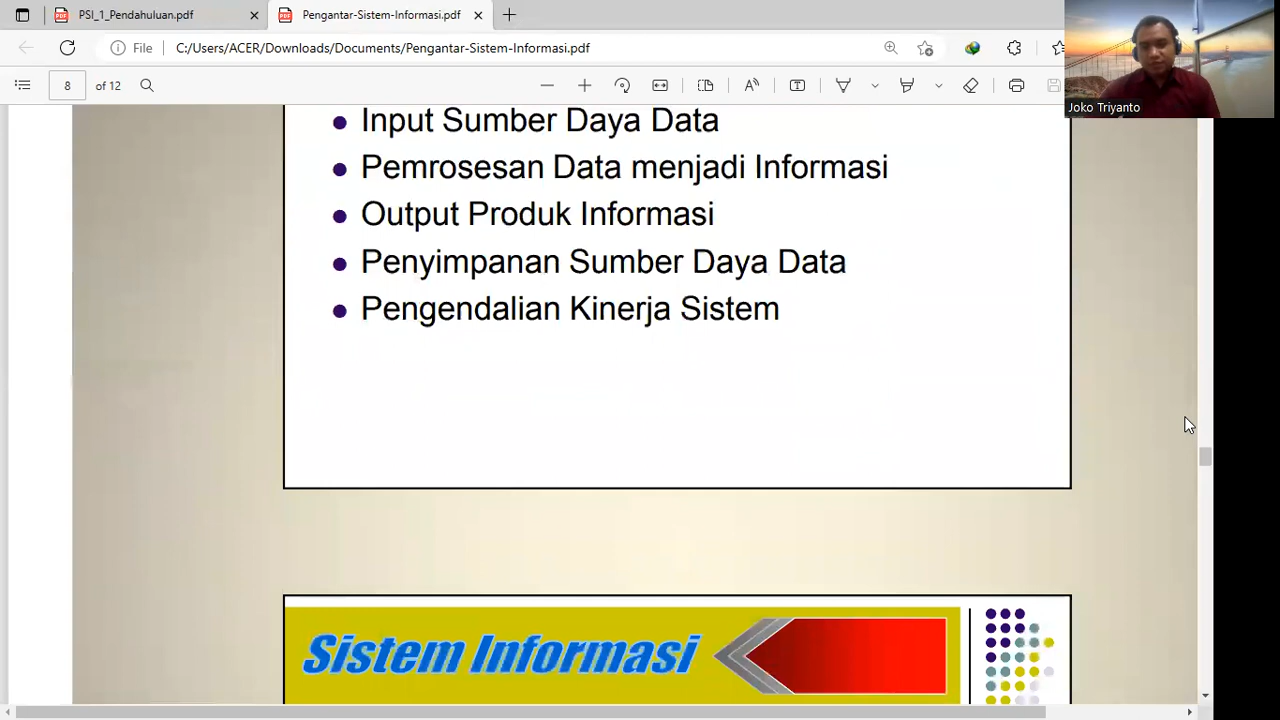 PSI_1_Pendahuluan.pdf
Pengantar-Sistem-Informasi.pdf
File
C:/Users/ACER/Downloads/Documents/Pengantar-Sistem-Informasi.pdf
8 of 12
Joko Triyanto
Input Sumber Daya Data
Pemrosesan Data menjadi Informasi
Output Produk Informasi
Penyimpanan Sumber Daya Data
Pengendalian Kinerja Sistem
Sistem Informasi